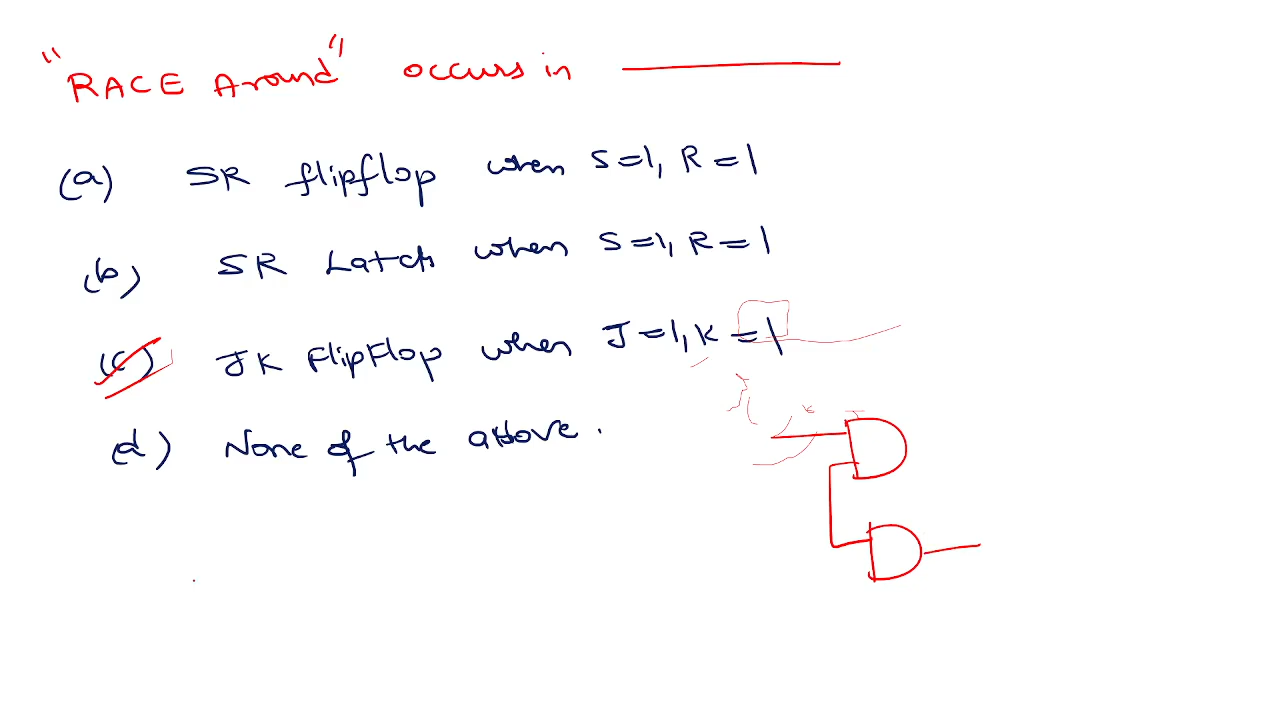 "RACE Around" occurs in
(a) SR flipflop when S=1, R=1
(b) SR Latch when S=1, R=1
(c) JK FlipFlop when J=1, K=1
(d) None of the above.